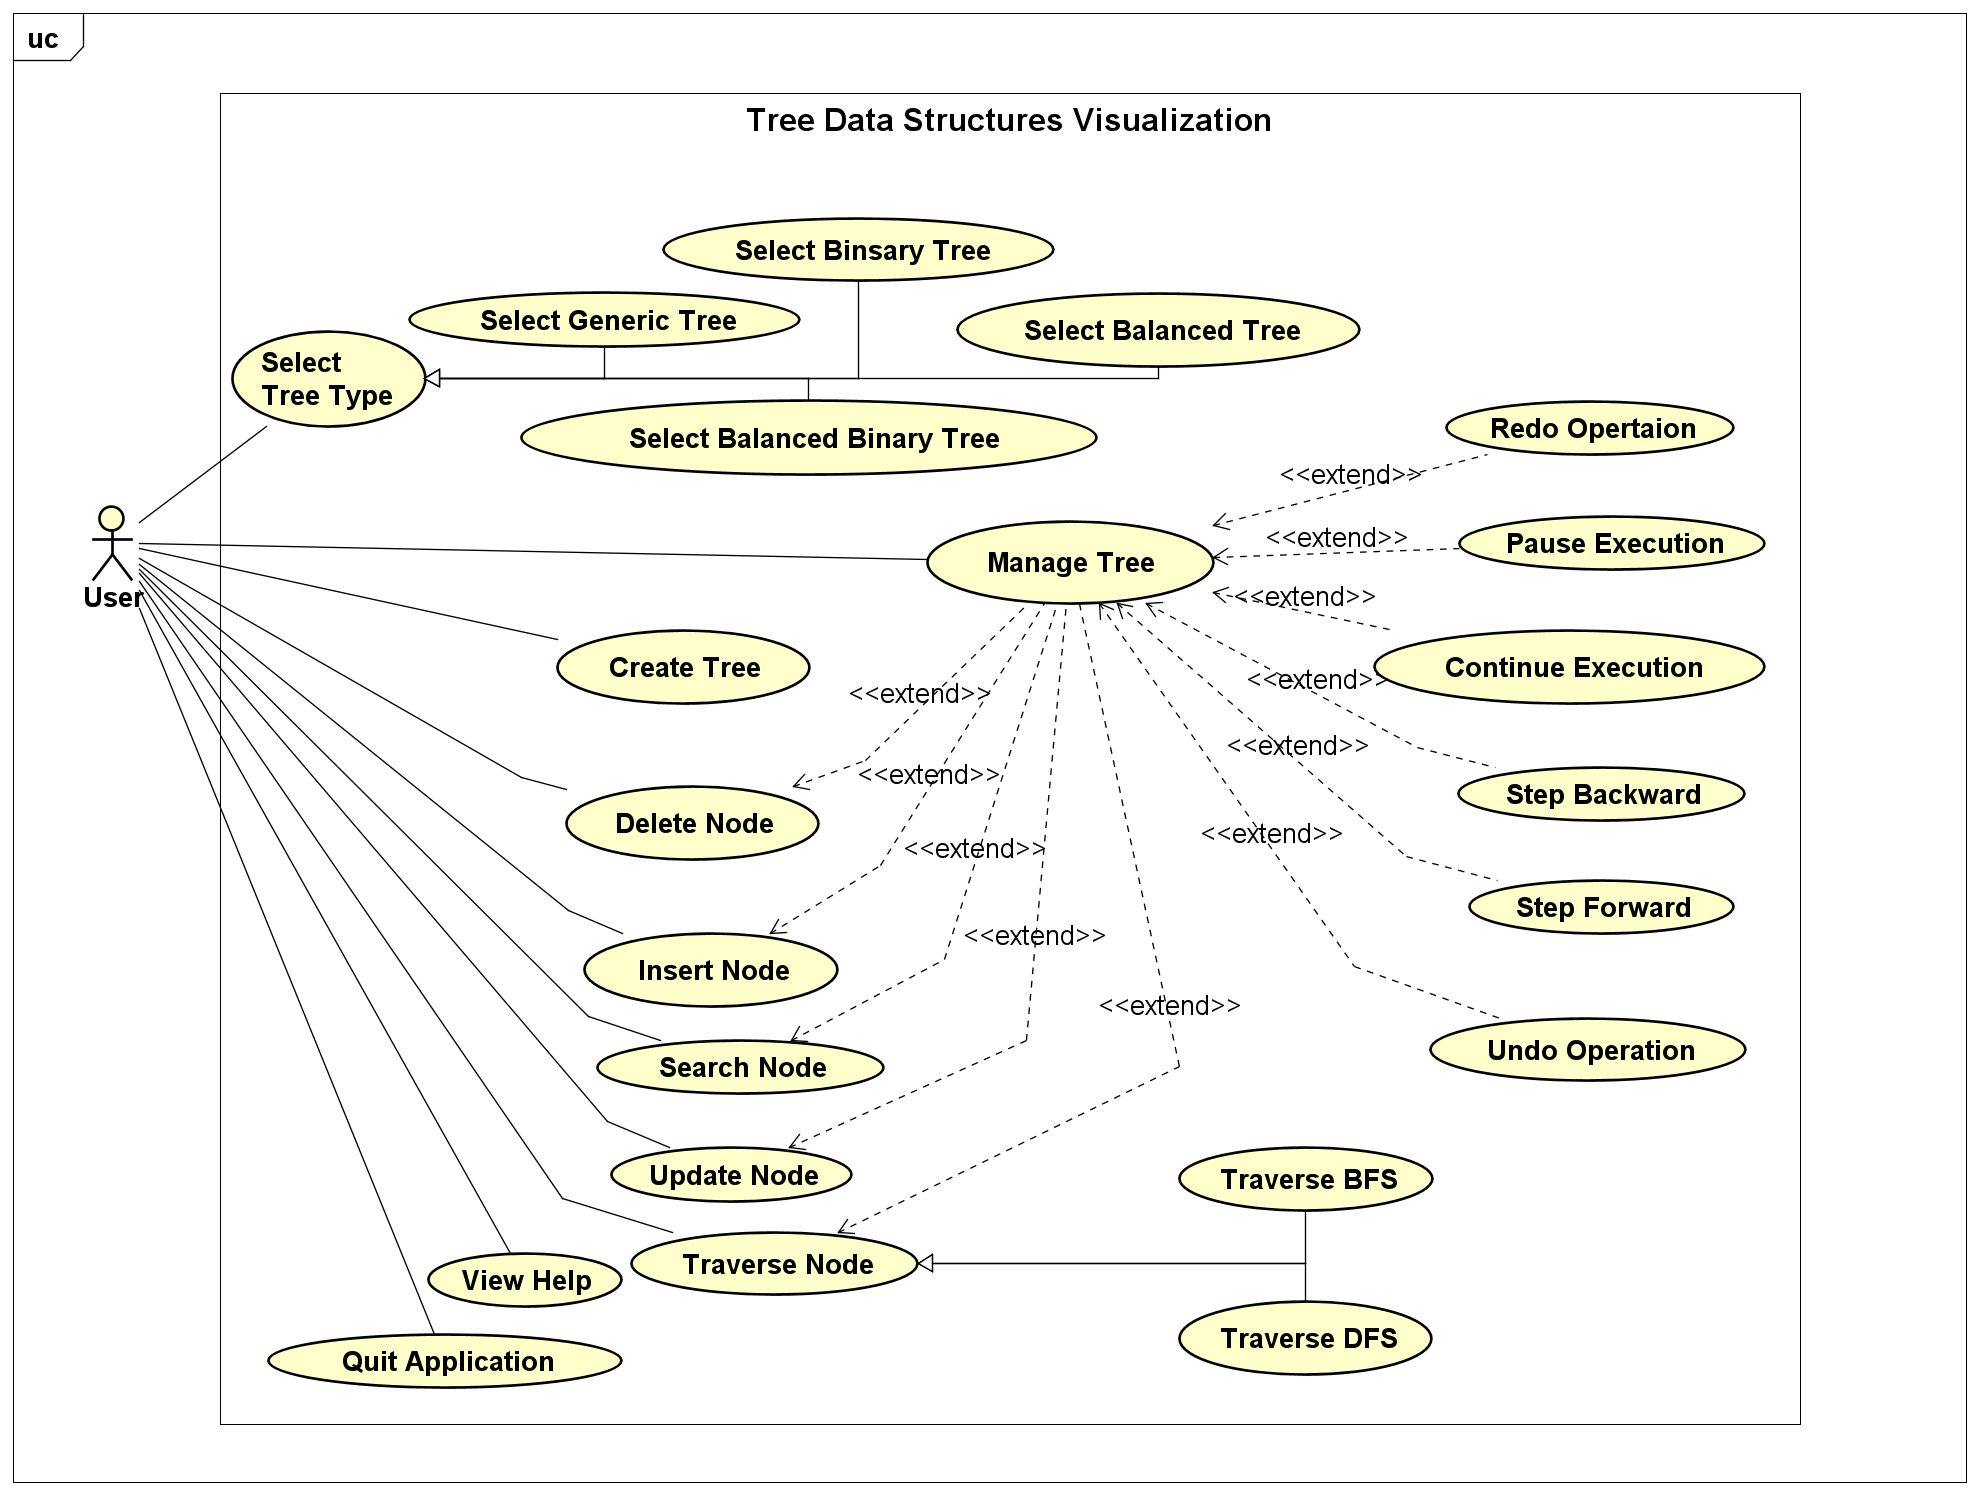 uc
Tree Data Structures Visualization
Select Binsary Tree
Select Generic Tree
Select Balanced Tree
Select
Tree Type
Select Balanced Binary Tree
Redo Opertaion
<<extend>>
<<extend>>
Pause Execution
Manage Tree
User
<<extend>>
Create Tree
Continue Execution
<<extend>>
<<extend>>
<<extend>>
<<extend>>
Step Backward
Delete Node
<<extend>>
<<extend>>
Step Forward
<<extend>>
Insert Node
<<extend>>
Undo Operation
Search Node
Update Node
Traverse BFS
Traverse Node
View Help
Traverse DFS
Quit Application